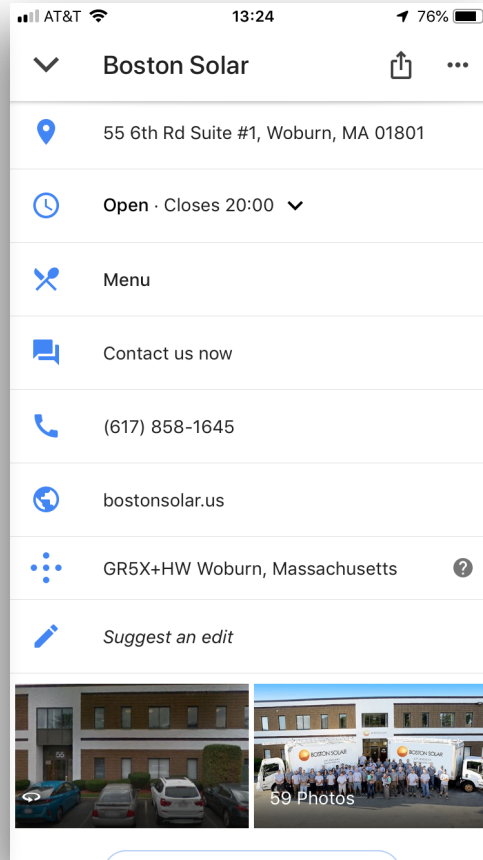 AT&T 13:24 76%
Boston Solar
55 6th Rd Suite #1, Woburn, MA 01801
Open · Closes 20:00
Menu
Contact us now
(617) 858-1645
bostonsolar.us
GR5X+HW Woburn, Massachusetts
?
Suggest an edit
55
BOSTON SOLAR
BOSTON SOLAR
59 Photos